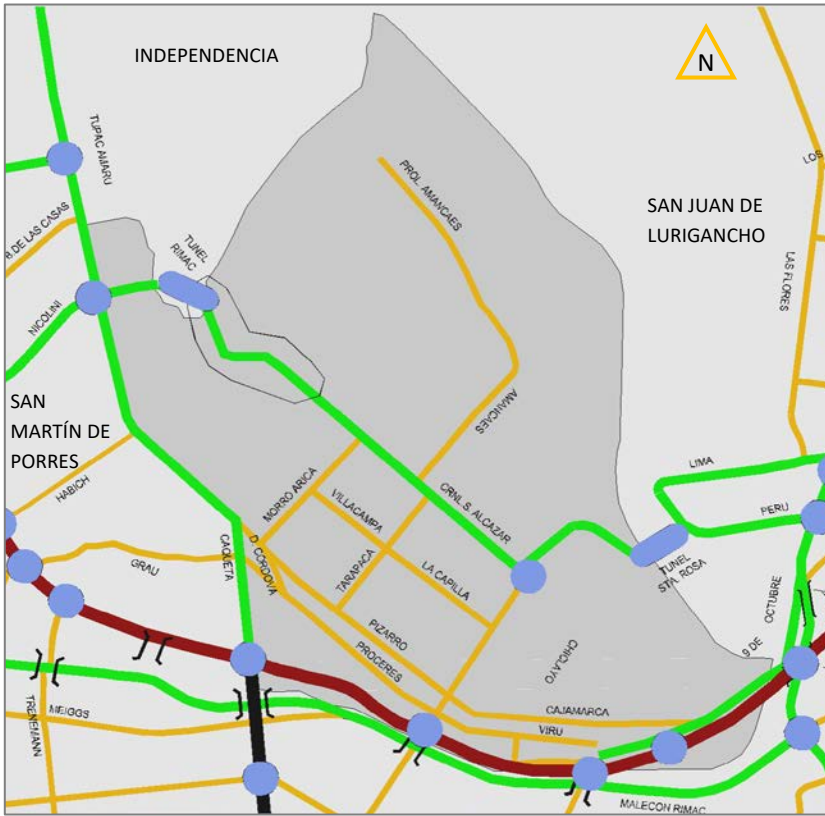 INDEPENDENCIA
N
TUPAC AMARU
PROL. AMANCAES
LOS
SAN JUAN DE
LURIGANCHO
DE LAS CASAS
TUNEL
RIMAC
LAS FLORES
NICOLINI
SAN
MARTÍN DE
PORRES
AMANCAES
HABICH
MORRO ARICA
VILLACAMPA
CRNL S. ALCAZAR
LIMA
PERU
CAQUETA
D. CORDOVA
GRAU
TARAPACA
LA CAPILLA
TUNEL
STA. ROSA
OCTUBRE
PIZARRO
PROCERES
CHICLAYO
9 DE
TRENEMANN
MEIGGS
CAJAMARCA
VIRU
MALECON RIMAC